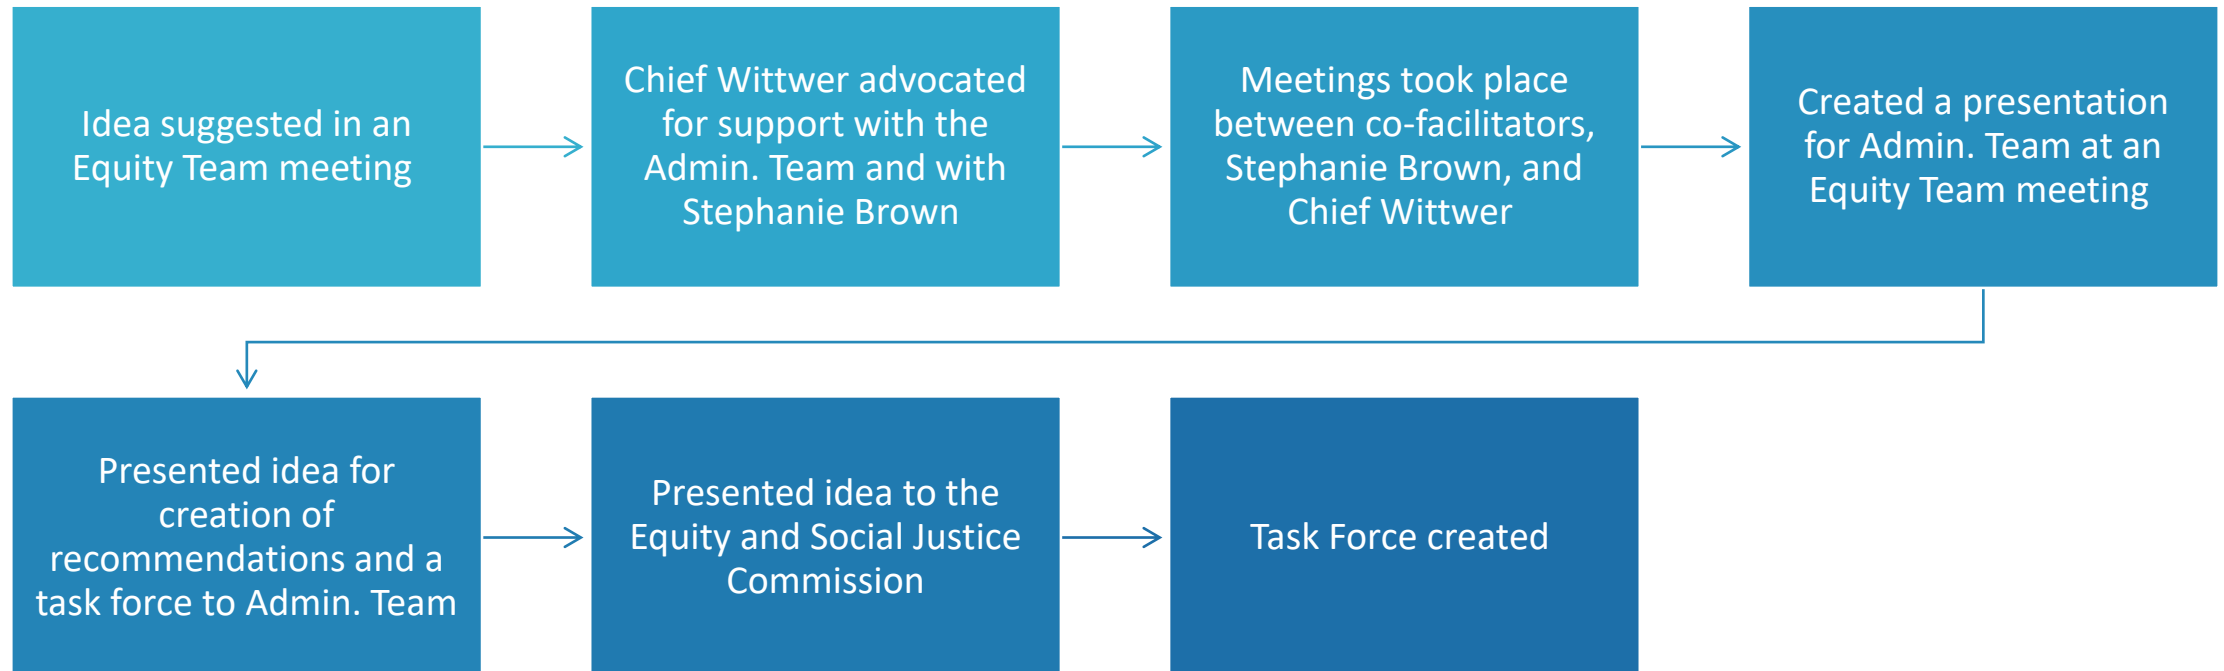 Idea suggested in an
Equity Team meeting
Chief Wittwer advocated
for support with the
Admin. Team and with
Stephanie Brown
Meetings took place
between co-facilitators,
Stephanie Brown, and
Chief Wittwer
Created a presentation
for Admin. Team at an
Equity Team meeting
Presented idea for
creation of
recommendations and a
task force to Admin. Team
Presented idea to the
Equity and Social Justice
Commission
Task Force created